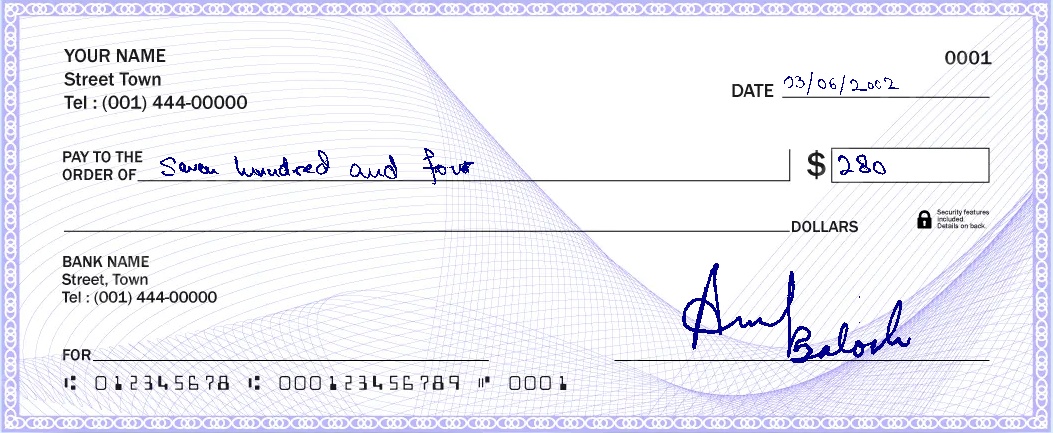 YOUR NAME
0001
Street Town
DATE 03/06/2002
Tel : (001) 444-00000
PAY TO THE
ORDER OF seven hundred and four
$ 280
DOLLARS
Security features
included.
Details on back.
BANK NAME
Street, Town
Tel : (001) 444-00000
Baloch
FOR
⑆ 012345678 ⑆ 000123456789 ⑈ 0001